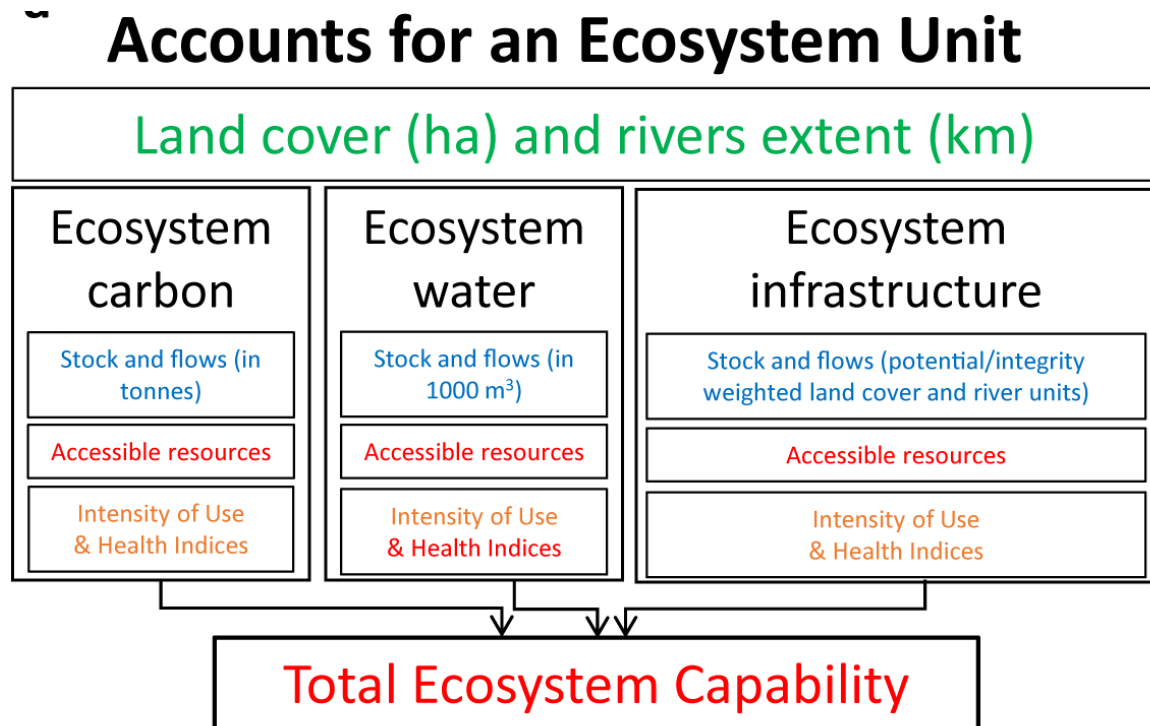 Accounts for an Ecosystem Unit
Land cover (ha) and rivers extent (km)
Ecosystem
carbon
Stock and flows (in
tonnes)
Accessible resources
Intensity of Use
& Health Indices
Ecosystem
water
Stock and flows (in
1000 m³)
Accessible resources
Intensity of Use
& Health Indices
Ecosystem
infrastructure
Stock and flows (potential/integrity
weighted land cover and river units)
Accessible resources
Intensity of Use
& Health Indices
Total Ecosystem Capability